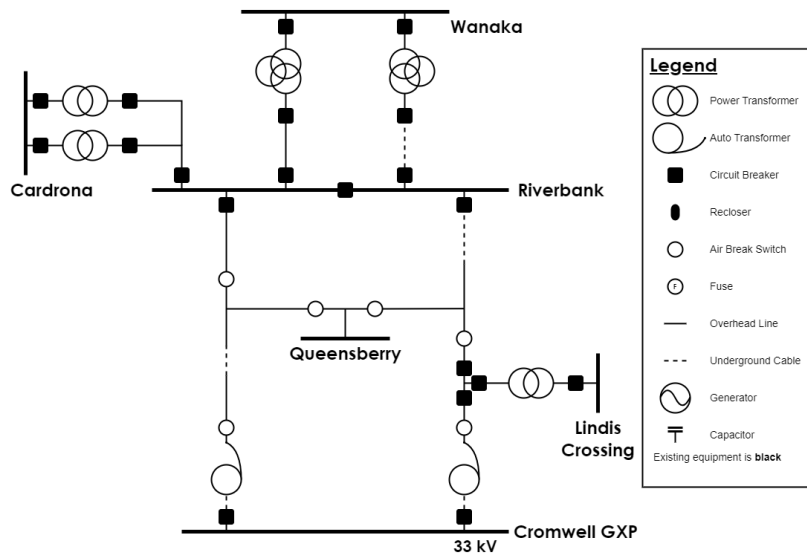 Wanaka
Cardrona
Riverbank
Queensberry
Lindis
Crossing
Cromwell GXP
33 kV
Legend
Power Transformer
Auto Transformer
Circuit Breaker
Recloser
Air Break Switch
F
Fuse
Overhead Line
Underground Cable
Generator
Capacitor
Existing equipment is black